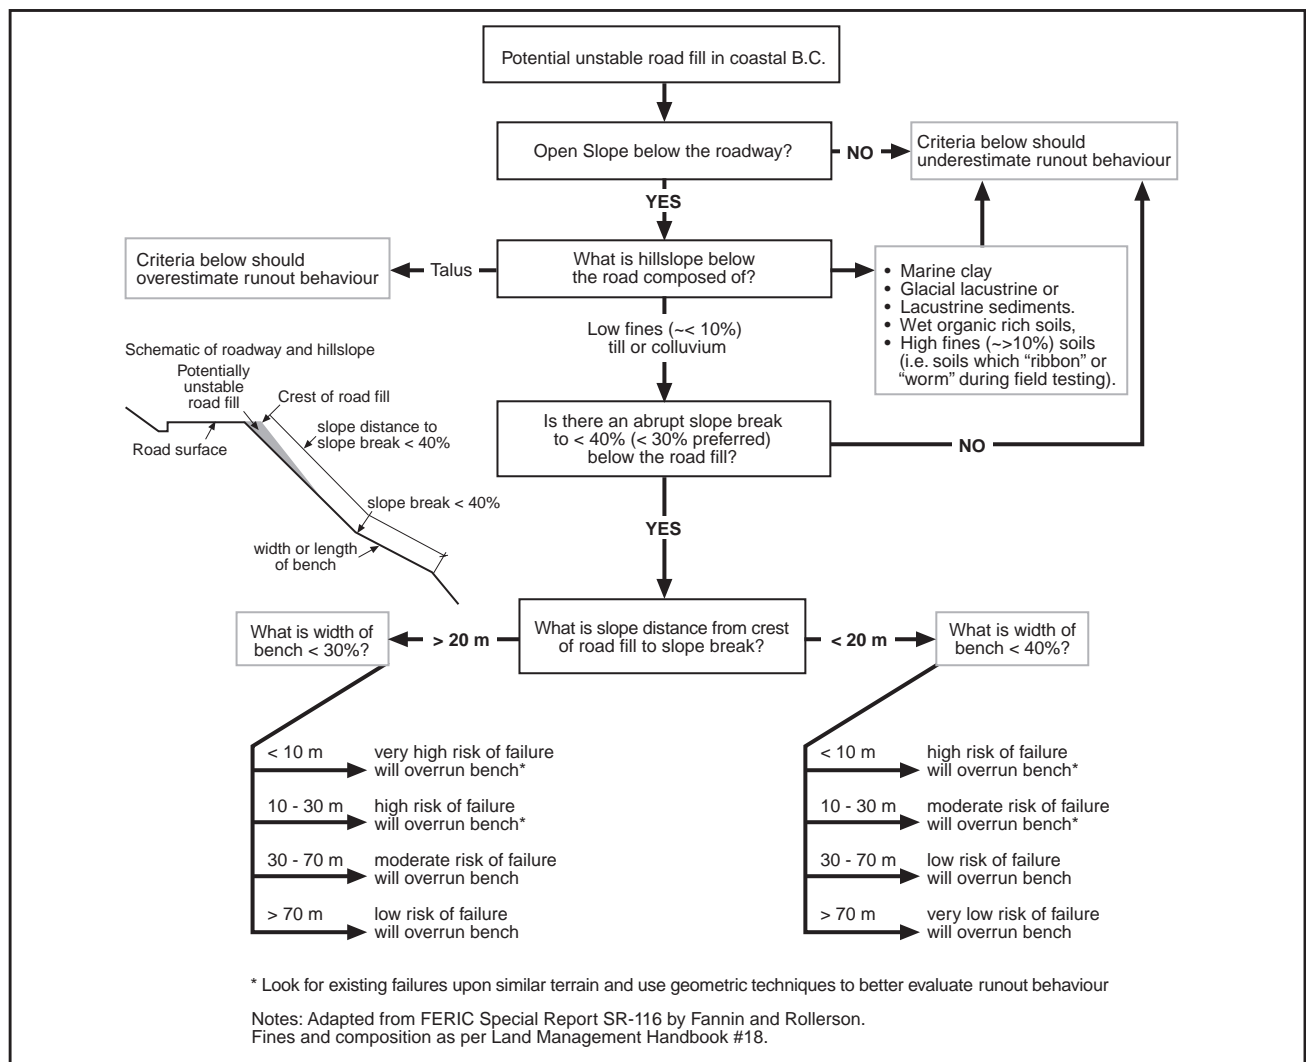 Potential unstable road fill in coastal B.C.
Open Slope below the roadway?
NO
Criteria below should
underestimate runout behaviour
YES
Criteria below should
overestimate runout behaviour
Talus
What is hillslope below
the road composed of?
• Marine clay
• Glacial lacustrine or
• Lacustrine sediments.
• Wet organic rich soils,
• High fines (~>10%) soils
(i.e. soils which “ribbon” or
“worm” during field testing).
Low fines (~< 10%)
till or colluvium
Schematic of roadway and hillslope
Potentially
unstable
road fill
Crest of road fill
slope distance to
slope break < 40%
Road surface
slope break < 40%
width or length
of bench
Is there an abrupt slope break
to < 40% (< 30% preferred)
below the road fill?
NO
YES
What is width of
bench < 30%?
> 20 m
What is slope distance from crest
of road fill to slope break?
< 20 m
What is width of
bench < 40%?
< 10 m
very high risk of failure
will overrun bench*
10 - 30 m
high risk of failure
will overrun bench*
30 - 70 m
moderate risk of failure
will overrun bench
> 70 m
low risk of failure
will overrun bench
< 10 m
high risk of failure
will overrun bench*
10 - 30 m
moderate risk of failure
will overrun bench*
30 - 70 m
low risk of failure
will overrun bench
> 70 m
very low risk of failure
will overrun bench
* Look for existing failures upon similar terrain and use geometric techniques to better evaluate runout behaviour
Notes: Adapted from FERIC Special Report SR-116 by Fannin and Rollerson.
Fines and composition as per Land Management Handbook #18.